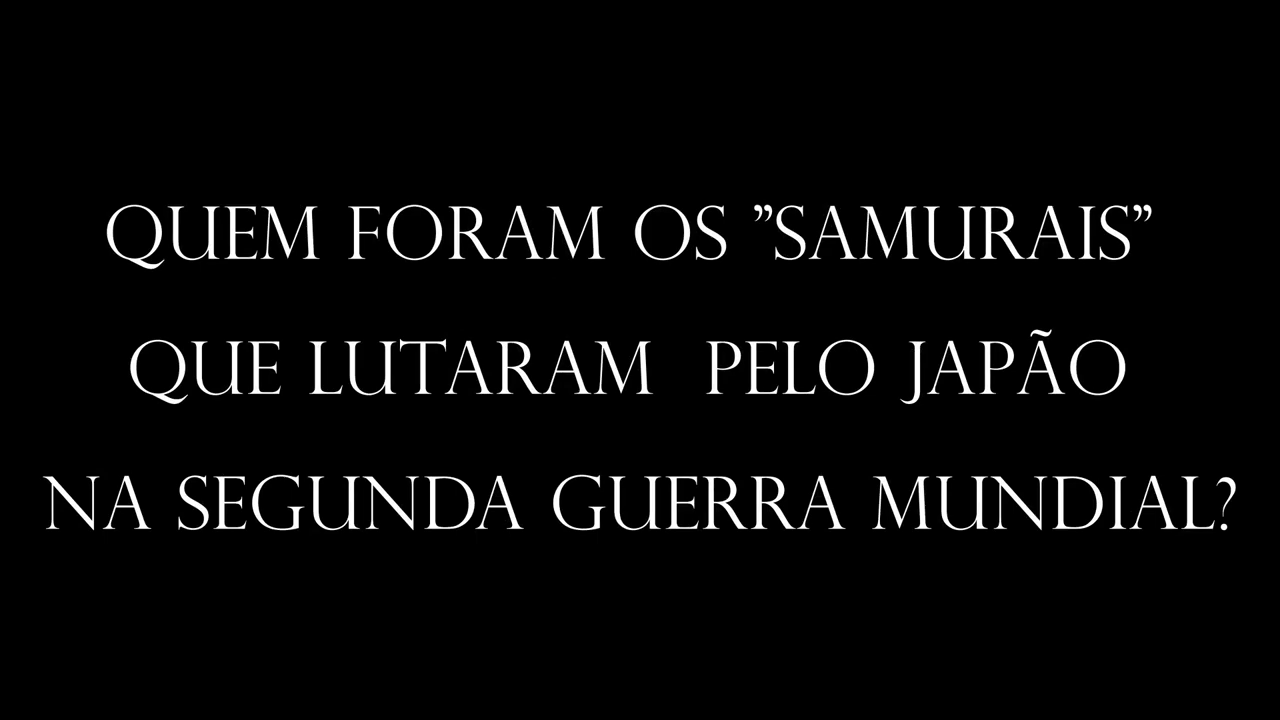 QUEM FORAM OS ”SAMURAIS”
QUE LUTARAM PELO JAPÃO
NA SEGUNDA GUERRA MUNDIAL?